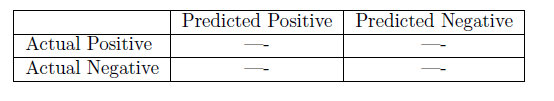 Predicted Positive Predicted Negative
Actual Positive —- —-
Actual Negative —- —-